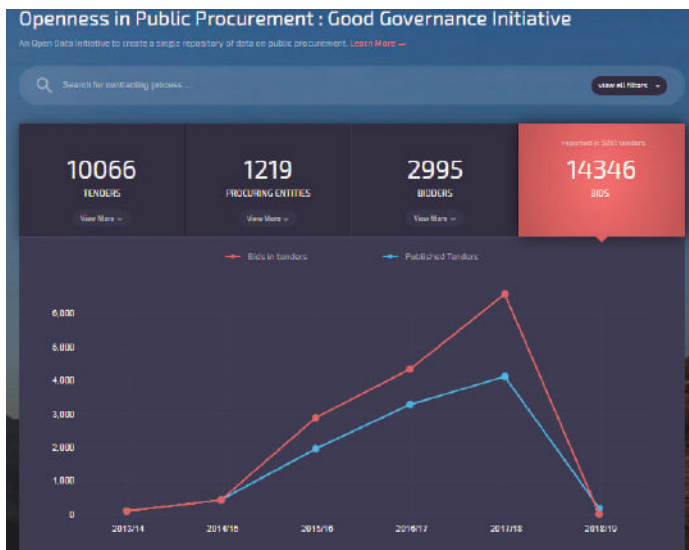 Openness in Public Procurement : Good Governance Initiative
An Open Data Initiative to create a single repository of data on public procurement. Learn More →
Search for contracting process ...
view all filters
reported in tenders
10066
1219
2995
14346
TENDERS
PROCURING ENTITIES
BIDDERS
BIDS
View More
View More
View More
Bids in tenders
Published Tenders
6,000
5,000
4,000
3,000
2,000
1,000
0
2013/14
2014/15
2015/16
2016/17
2017/18
2018/19